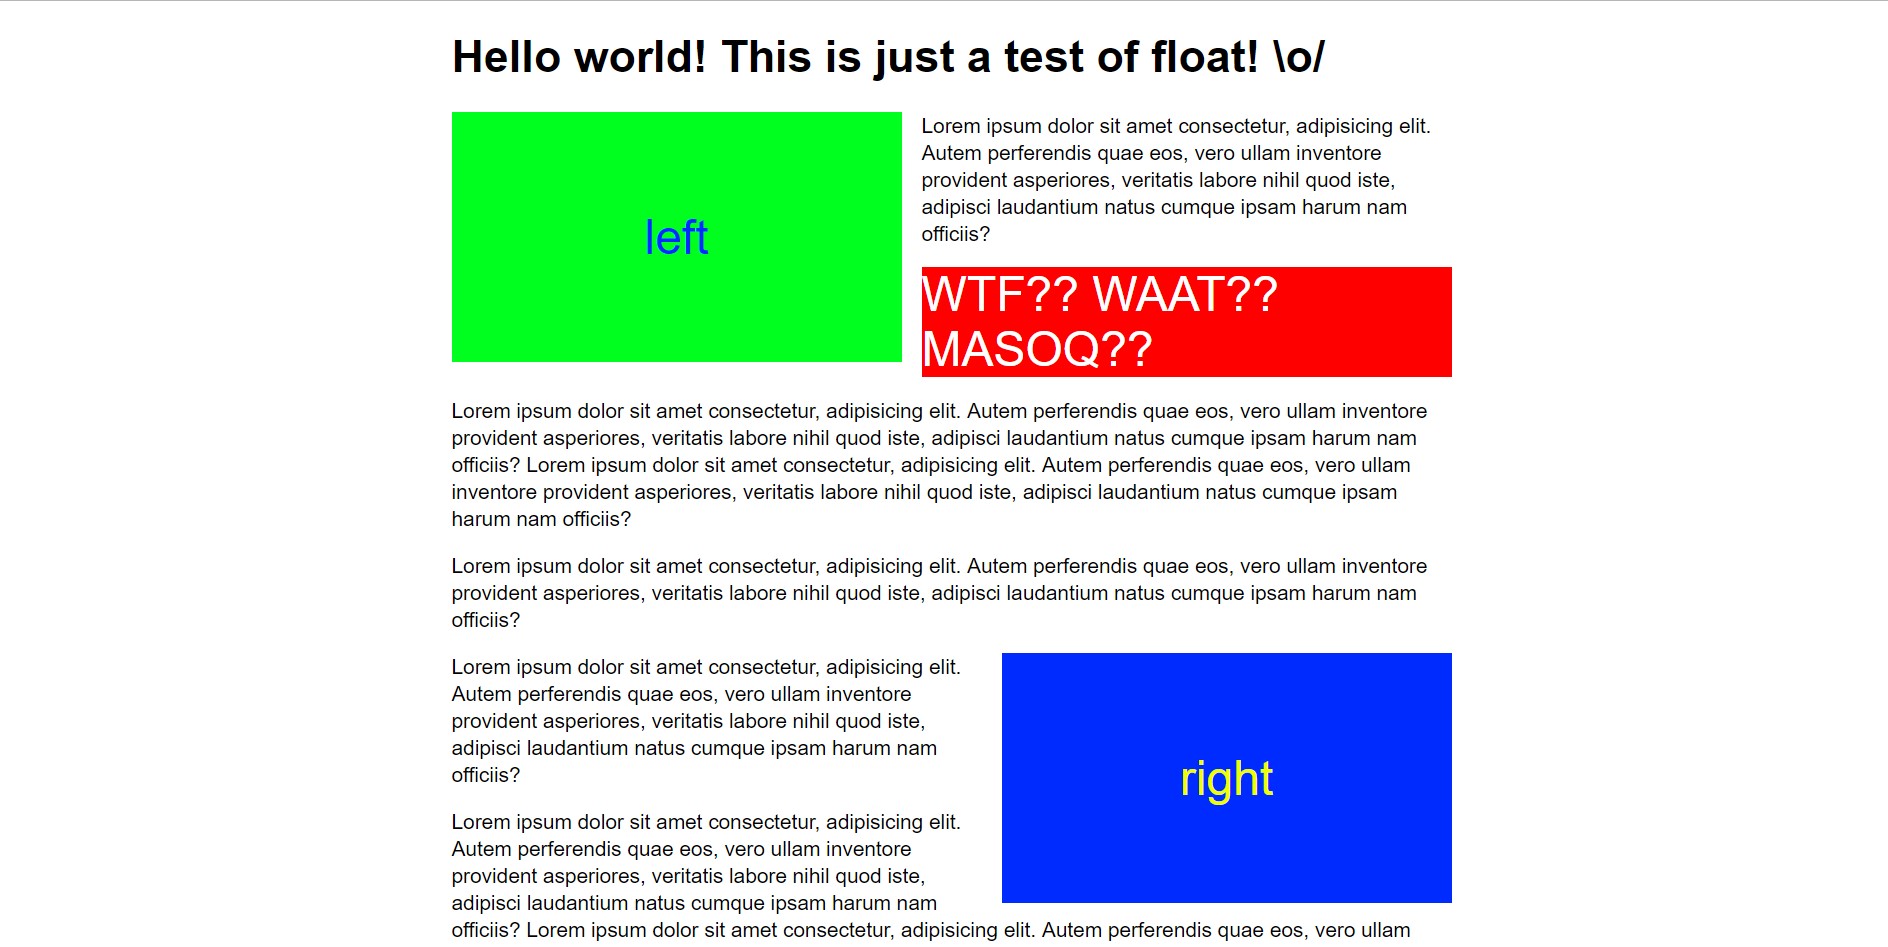 Hello world! This is just a test of float! \o/
left
Lorem ipsum dolor sit amet consectetur, adipisicing elit.
Autem perferendis quae eos, vero ullam inventore
provident asperiores, veritatis labore nihil quod iste,
adipisci laudantium natus cumque ipsam harum nam
officiis?
WTF?? WAAT??
MASOQ??
Lorem ipsum dolor sit amet consectetur, adipisicing elit. Autem perferendis quae eos, vero ullam inventore
provident asperiores, veritatis labore nihil quod iste, adipisci laudantium natus cumque ipsam harum nam
officiis? Lorem ipsum dolor sit amet consectetur, adipisicing elit. Autem perferendis quae eos, vero ullam
inventore provident asperiores, veritatis labore nihil quod iste, adipisci laudantium natus cumque ipsam
harum nam officiis?
Lorem ipsum dolor sit amet consectetur, adipisicing elit. Autem perferendis quae eos, vero ullam inventore
provident asperiores, veritatis labore nihil quod iste, adipisci laudantium natus cumque ipsam harum nam
officiis?
Lorem ipsum dolor sit amet consectetur, adipisicing elit.
Autem perferendis quae eos, vero ullam inventore
provident asperiores, veritatis labore nihil quod iste,
adipisci laudantium natus cumque ipsam harum nam
officiis?
right
Lorem ipsum dolor sit amet consectetur, adipisicing elit.
Autem perferendis quae eos, vero ullam inventore
provident asperiores, veritatis labore nihil quod iste,
adipisci laudantium natus cumque ipsam harum nam
officiis? Lorem ipsum dolor sit amet consectetur, adipisicing elit. Autem perferendis quae eos, vero ullam